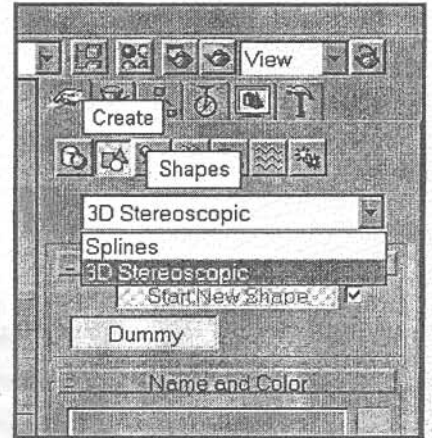 View
Create
Shapes
3D Stereoscopic
Splines
3D Stereoscopic
Start New Shape
Dummy
Name and Color